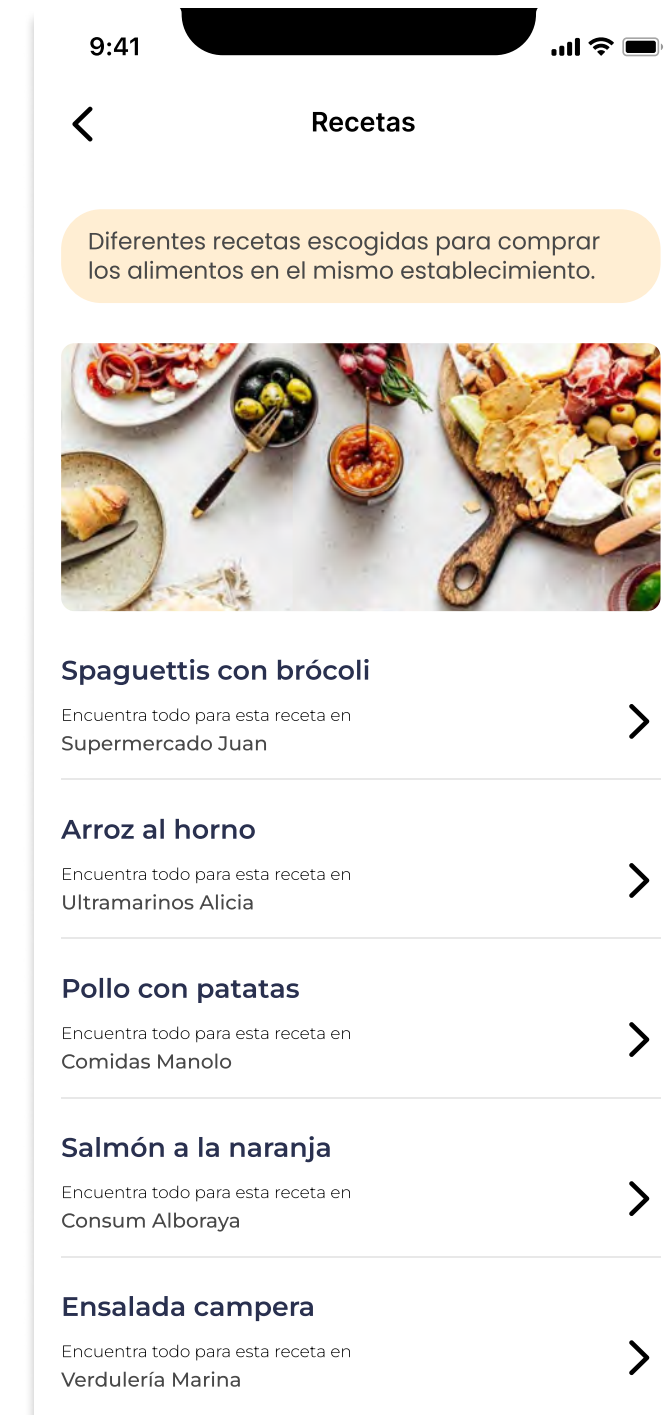 9:41
Recetas
Diferentes recetas escogidas para comprar
los alimentos en el mismo establecimiento.
Spaguettis con brócoli
Encuentra todo para esta receta en
Supermercado Juan
Arroz al horno
Encuentra todo para esta receta en
Ultramarinos Alicia
Pollo con patatas
Encuentra todo para esta receta en
Comidas Manolo
Salmón a la naranja
Encuentra todo para esta receta en
Consum Alboraya
Ensalada campera
Encuentra todo para esta receta en
Verdulería Marina